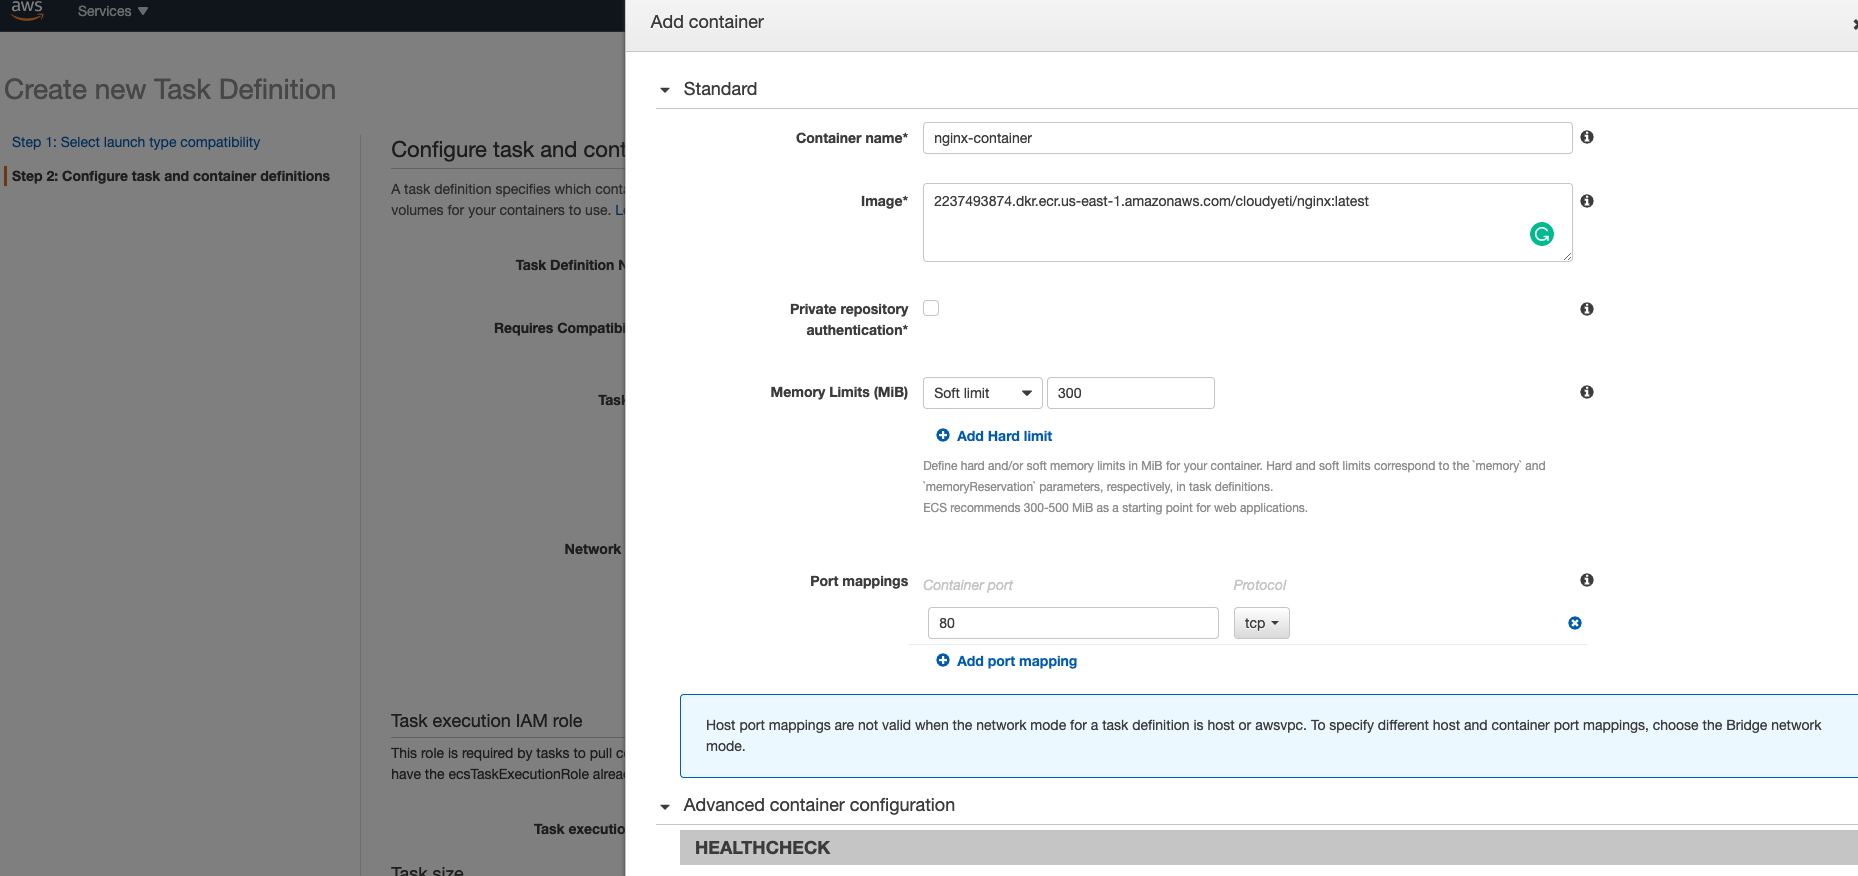 aws
Services
Add container
Create new Task Definition
Step 1: Select launch type compatibility
Step 2: Configure task and container definitions
Configure task and cont
A task definition specifies which cont
volumes for your containers to use. L
Task Definition N
Requires Compatibi
Task
Network
Task execution IAM role
This role is required by tasks to pull c
have the ecsTaskExecutionRole alrea
Task executio
Task size
Standard
Container name* nginx-container
Image* 2237493874.dkr.ecr.us-east-1.amazonaws.com/cloudyeti/nginx:latest
Private repository
authentication*
Memory Limits (MiB) Soft limit 300
Add Hard limit
Define hard and/or soft memory limits in MiB for your container. Hard and soft limits correspond to the `memory` and
`memoryReservation` parameters, respectively, in task definitions.
ECS recommends 300-500 MiB as a starting point for web applications.
Port mappings Container port Protocol
80 tcp
Add port mapping
Host port mappings are not valid when the network mode for a task definition is host or awsvpc. To specify different host and container port mappings, choose the Bridge network
mode.
Advanced container configuration
HEALTHCHECK